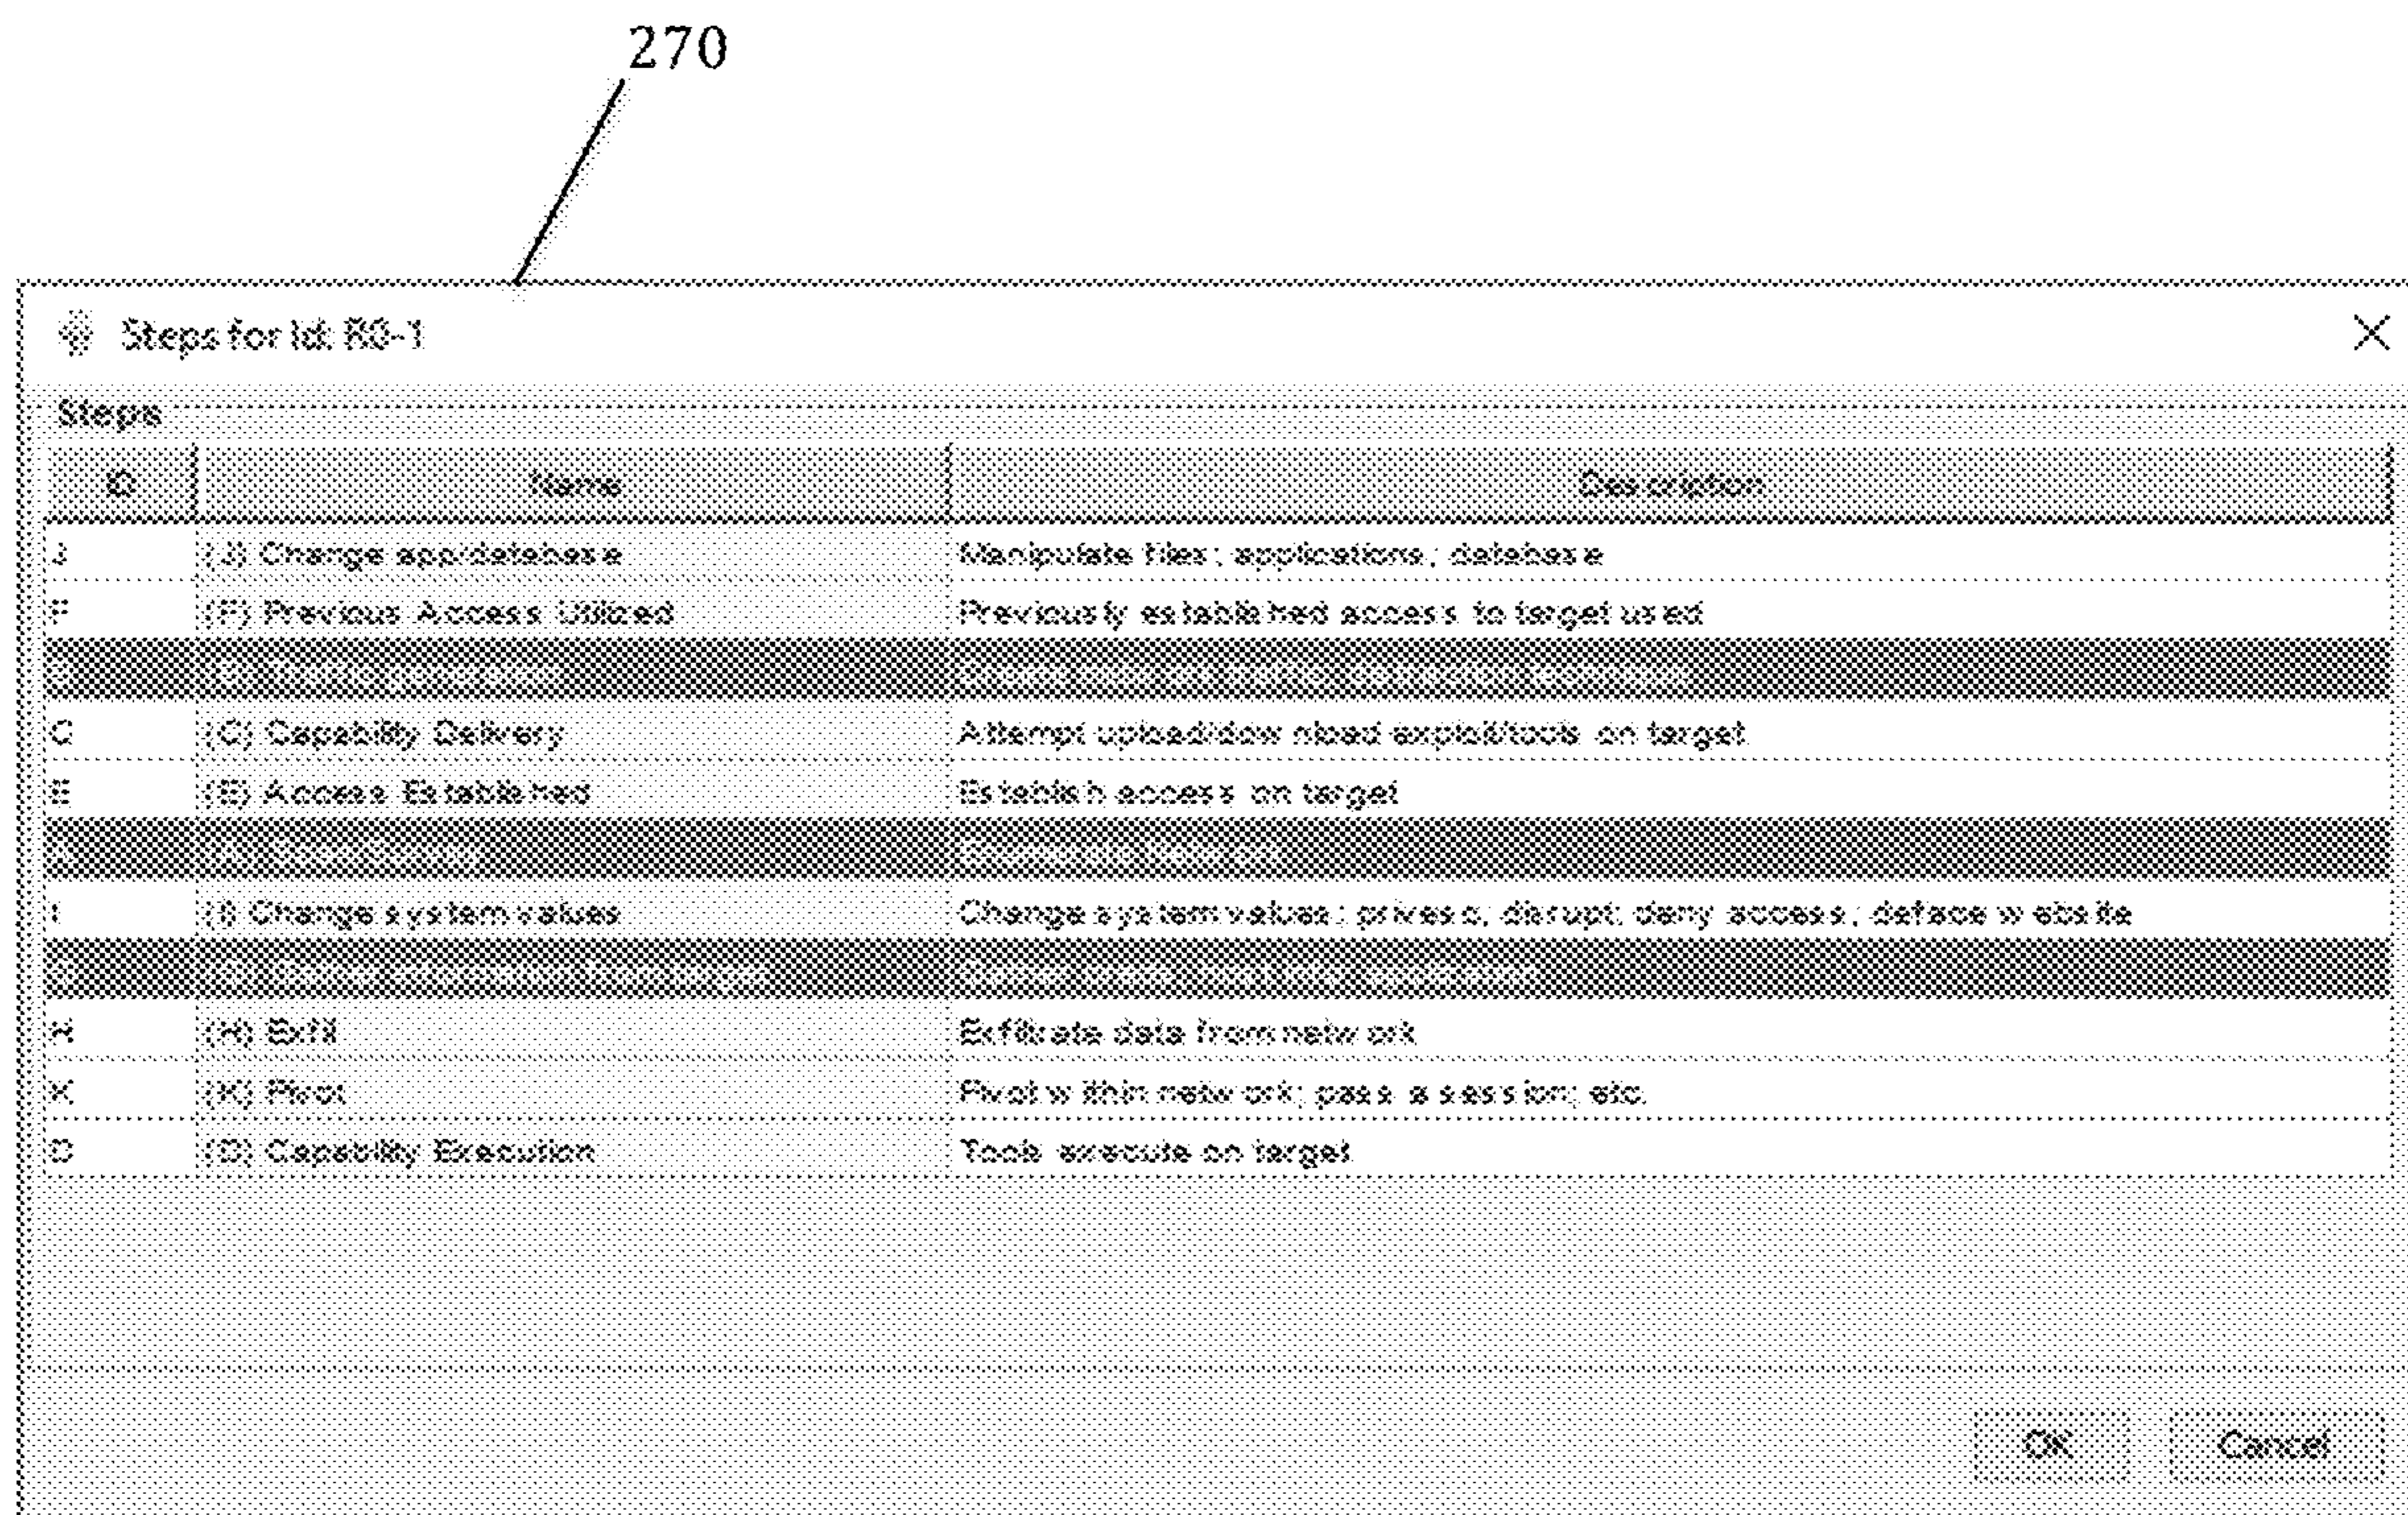 270
Steps for Id: R0-1
Steps
ID Name Description
J (J) Change app/database Manipulate files; applications; database
F (F) Previous Access Utilized Previously established access to target used
C (C) Capability Delivery Attempt upload/download exploit/tools on target
E (E) Access Established Establish access on target
I (I) Change system values Change system values; privesc, disrupt; deny access; deface website
H (H) Exfil Exfiltrate data from network
K (K) Pivot Pivot within network; pass a session; etc.
D (D) Capability Execution Tools execute on target
OK Cancel